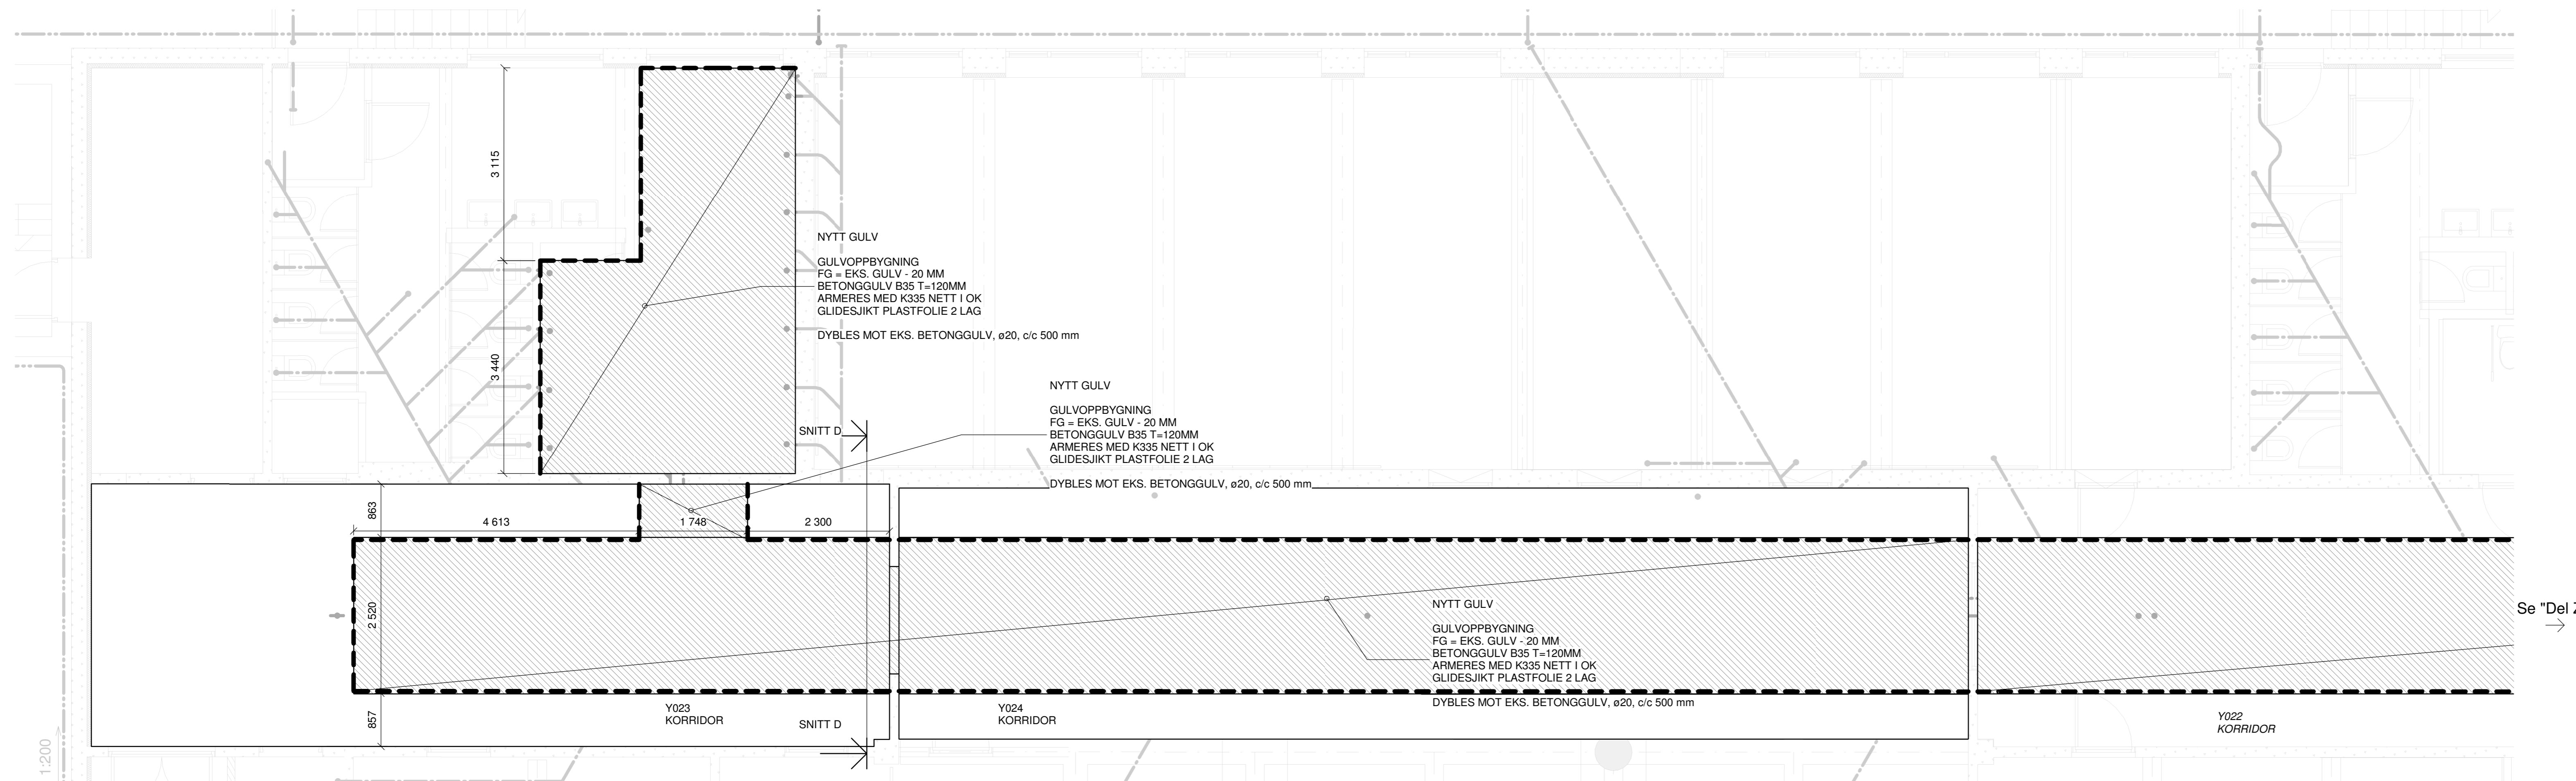 3 115
3 440
NYTT GULV
GULVOPPBYGNING
FG = EKS. GULV - 20 MM
BETONGGULV B35 T=120MM
ARMERES MED K335 NETT I OK
GLIDESJIKT PLASTFOLIE 2 LAG
DYBLES MOT EKS. BETONGGULV, ø20, c/c 500 mm
NYTT GULV
GULVOPPBYGNING
FG = EKS. GULV - 20 MM
BETONGGULV B35 T=120MM
ARMERES MED K335 NETT I OK
GLIDESJIKT PLASTFOLIE 2 LAG
DYBLES MOT EKS. BETONGGULV, ø20, c/c 500 mm
SNITT D
863
4 613
1 748
2 300
2 520
857
NYTT GULV
GULVOPPBYGNING
FG = EKS. GULV - 20 MM
BETONGGULV B35 T=120MM
ARMERES MED K335 NETT I OK
GLIDESJIKT PLASTFOLIE 2 LAG
DYBLES MOT EKS. BETONGGULV, ø20, c/c 500 mm
Se "Del
Y023
KORRIDOR
SNITT D
Y024
KORRIDOR
Y022
KORRIDOR
1:200